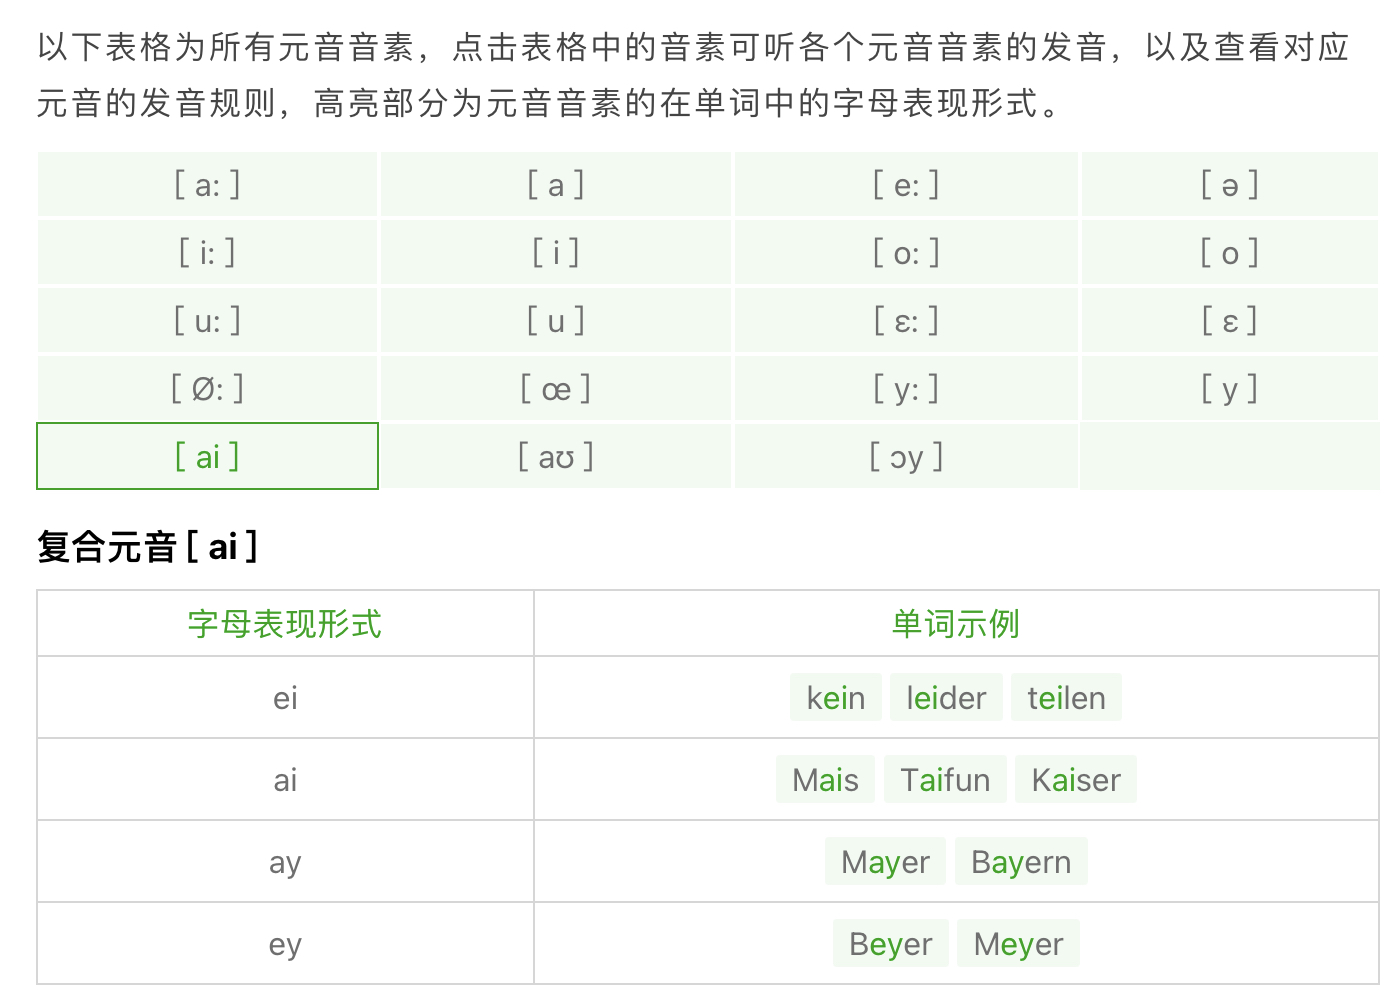 以下表格为所有元音音素，点击表格中的音素可听各个元音音素的发音，以及查看对应
元音的发音规则，高亮部分为元音音素的在单词中的字母表现形式。
[ a: ] [ a ] [ e: ] [ ə ]
[ i: ] [ i ] [ o: ] [ o ]
[ u: ] [ u ] [ ε: ] [ ε ]
[ Ø: ] [ œ ] [ y: ] [ y ]
[ ai ] [ aʊ ] [ ɔy ]
复合元音 [ ai ]
字母表现形式 单词示例
ei kein leider teilen
ai Mais Taifun Kaiser
ay Mayer Bayern
ey Beyer Meyer